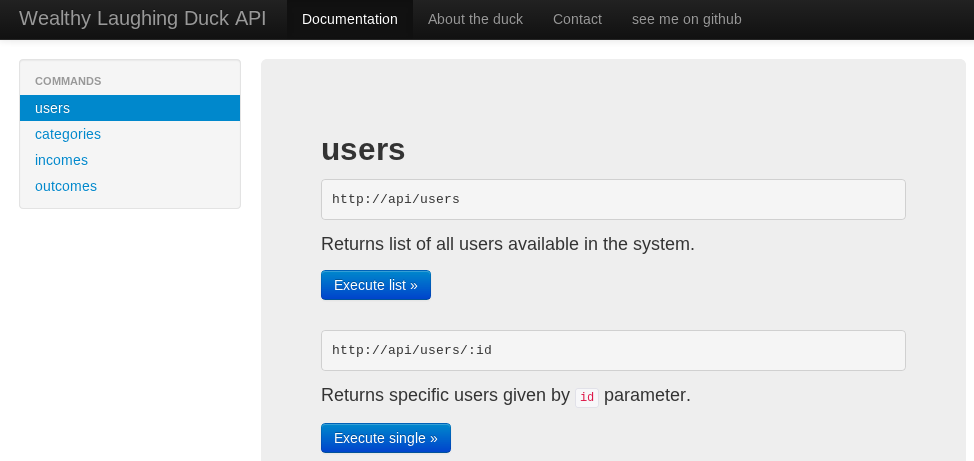 Wealthy Laughing Duck API Documentation About the duck Contact see me on github
COMMANDS
users
categories
incomes
outcomes
users
http://api/users
Returns list of all users available in the system.
Execute list »
http://api/users/:id
Returns specific users given by id parameter.
Execute single »